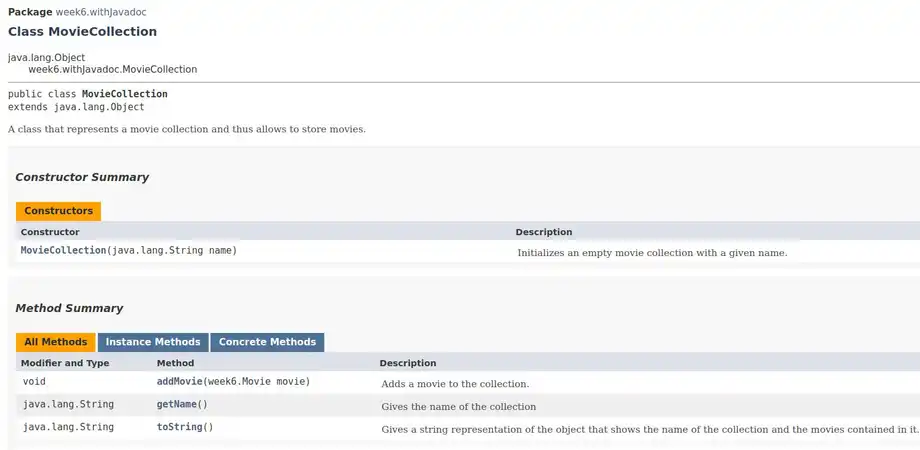 Package week6.withJavadoc
Class MovieCollection
java.lang.Object
week6.withJavadoc.MovieCollection
public class MovieCollection
extends java.lang.Object
A class that represents a movie collection and thus allows to store movies.
Constructor Summary
Constructors
Constructor Description
MovieCollection(java.lang.String name) Initializes an empty movie collection with a given name.
Method Summary
All Methods Instance Methods Concrete Methods
Modifier and Type Method Description
void addMovie(week6.Movie movie) Adds a movie to the collection.
java.lang.String getName() Gives the name of the collection
java.lang.String toString() Gives a string representation of the object that shows the name of the collection and the movies contained in it.